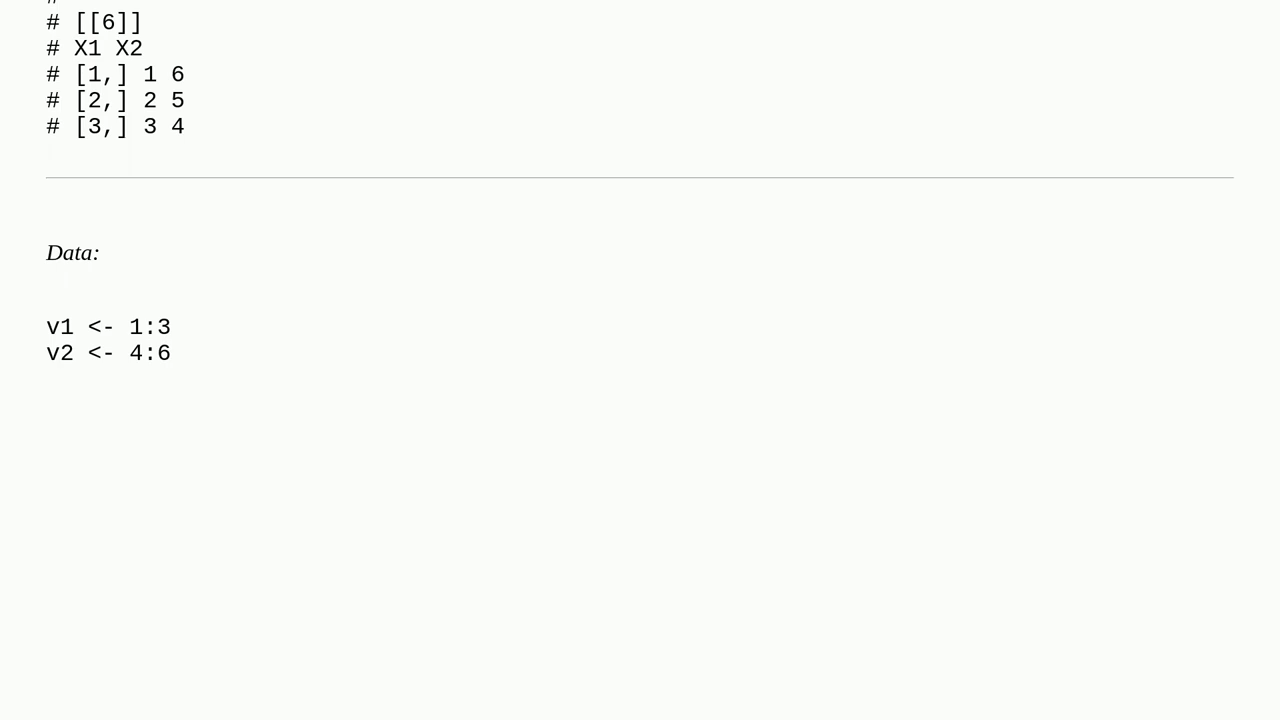 #
# [[6]]
# X1 X2
# [1,] 1 6
# [2,] 2 5
# [3,] 3 4
Data:
v1 <- 1:3
v2 <- 4:6